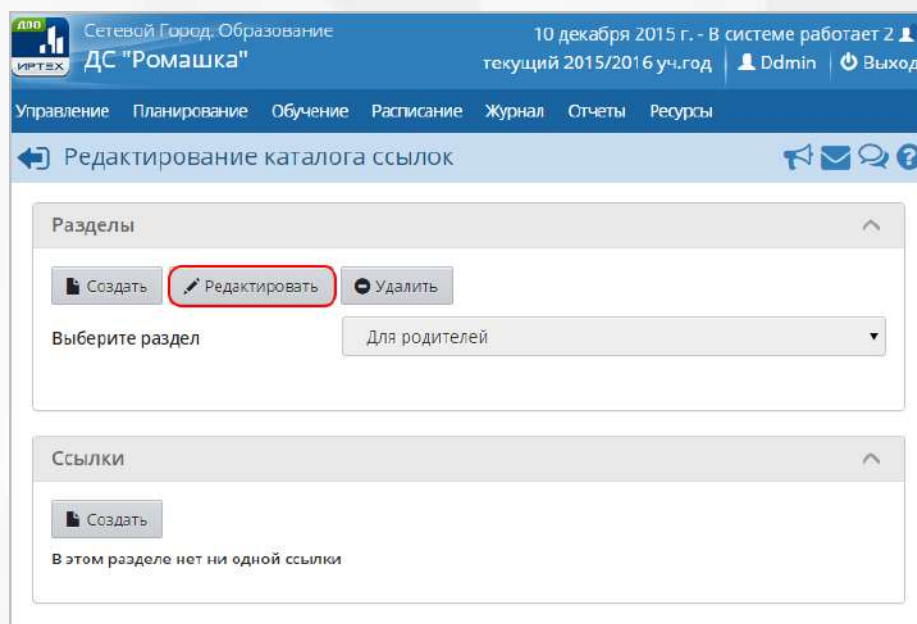 ДПО
ИРТЕХ
Сетевой Город. Образование
ДС "Ромашка"
10 декабря 2015 г. - В системе работает 2
текущий 2015/2016 уч.год | Ddmin | Выход
Управление Планирование Обучение Расписание Журнал Отчеты Ресурсы
Редактирование каталога ссылок
Разделы
Создать Редактировать Удалить
Выберите раздел Для родителей
Ссылки
Создать
В этом разделе нет ни одной ссылки